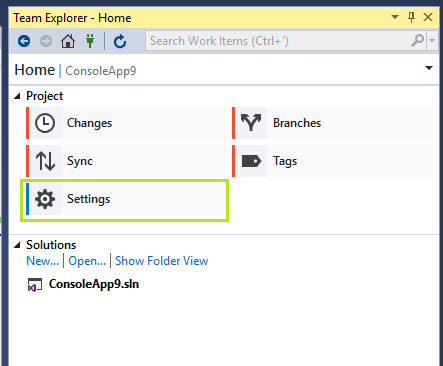 Team Explorer - Home
Search Work Items (Ctrl+')
Home | ConsoleApp9
Project
Changes
Branches
Sync
Tags
Settings
Solutions
New... | Open... | Show Folder View
ConsoleApp9.sln